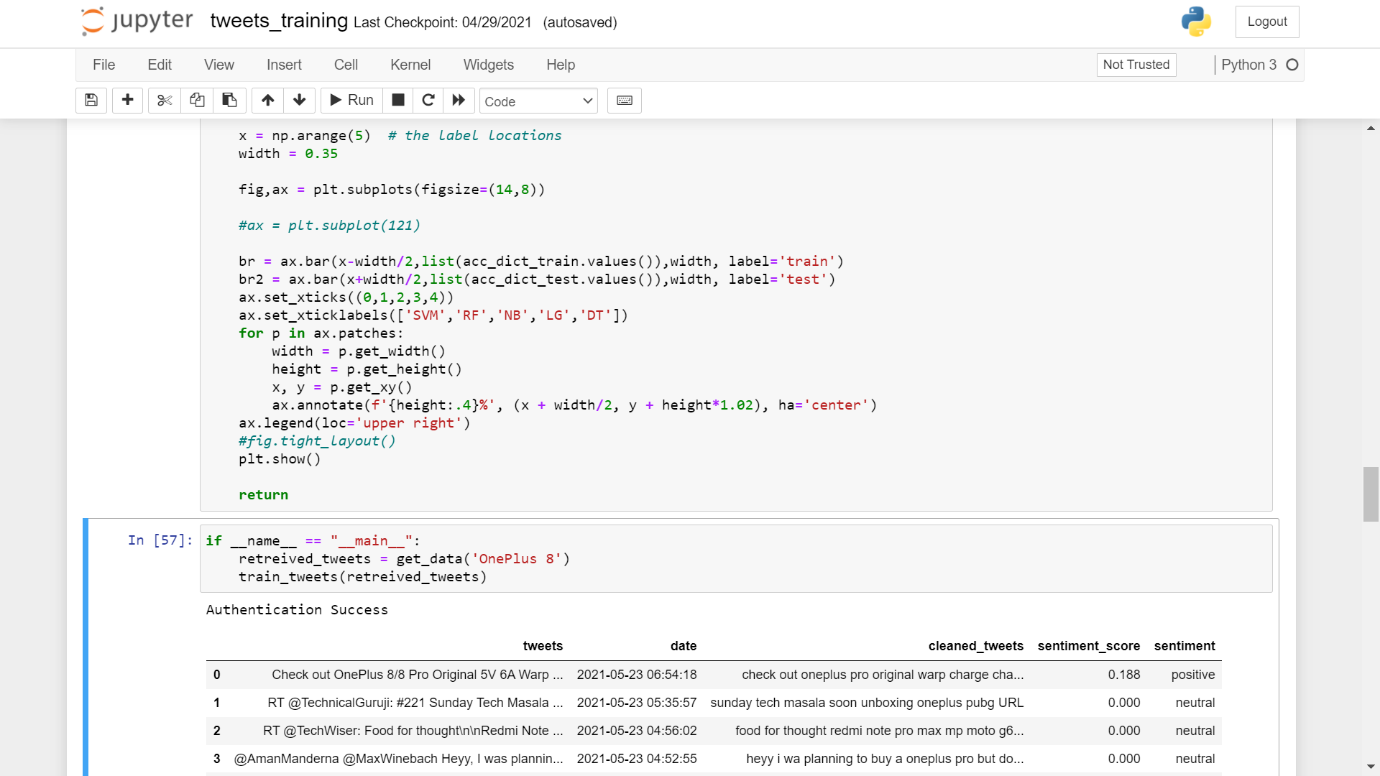 jupyter tweets_training Last Checkpoint: 04/29/2021 (autosaved) Logout
File Edit View Insert Cell Kernel Widgets Help Not Trusted Python 3
Run Code
x = np.arange(5)  # the label locations
width = 0.35
fig,ax = plt.subplots(figsize=(14,8))
#ax = plt.subplot(121)
br = ax.bar(x-width/2,list(acc_dict_train.values()),width, label='train')
br2 = ax.bar(x+width/2,list(acc_dict_test.values()),width, label='test')
ax.set_xticks((0,1,2,3,4))
ax.set_xticklabels(['SVM','RF','NB','LG','DT'])
for p in ax.patches:
    width = p.get_width()
    height = p.get_height()
    x, y = p.get_xy()
    ax.annotate(f'{height:.4}%', (x + width/2, y + height*1.02), ha='center')
ax.legend(loc='upper right')
#fig.tight_layout()
plt.show()
return
In [57]: if __name__ == "__main__":
    retreived_tweets = get_data('OnePlus 8')
    train_tweets(retreived_tweets)
Authentication Success
tweets date cleaned_tweets sentiment_score sentiment
0 Check out OnePlus 8/8 Pro Original 5V 6A Warp ... 2021-05-23 06:54:18 check out oneplus pro original warp charge cha... 0.188 positive
1 RT @TechnicalGuruji: #221 Sunday Tech Masala ... 2021-05-23 05:35:57 sunday tech masala soon unboxing oneplus pubg URL 0.000 neutral
2 RT @TechWiser: Food for thought\n\nRedmi Note ... 2021-05-23 04:56:02 food for thought redmi note pro max mp moto g6... 0.000 neutral
3 @AmanManderna @MaxWinebach Heyy, I was plannin... 2021-05-23 04:52:55 heyy i wa planning to buy a oneplus pro but do... 0.000 neutral